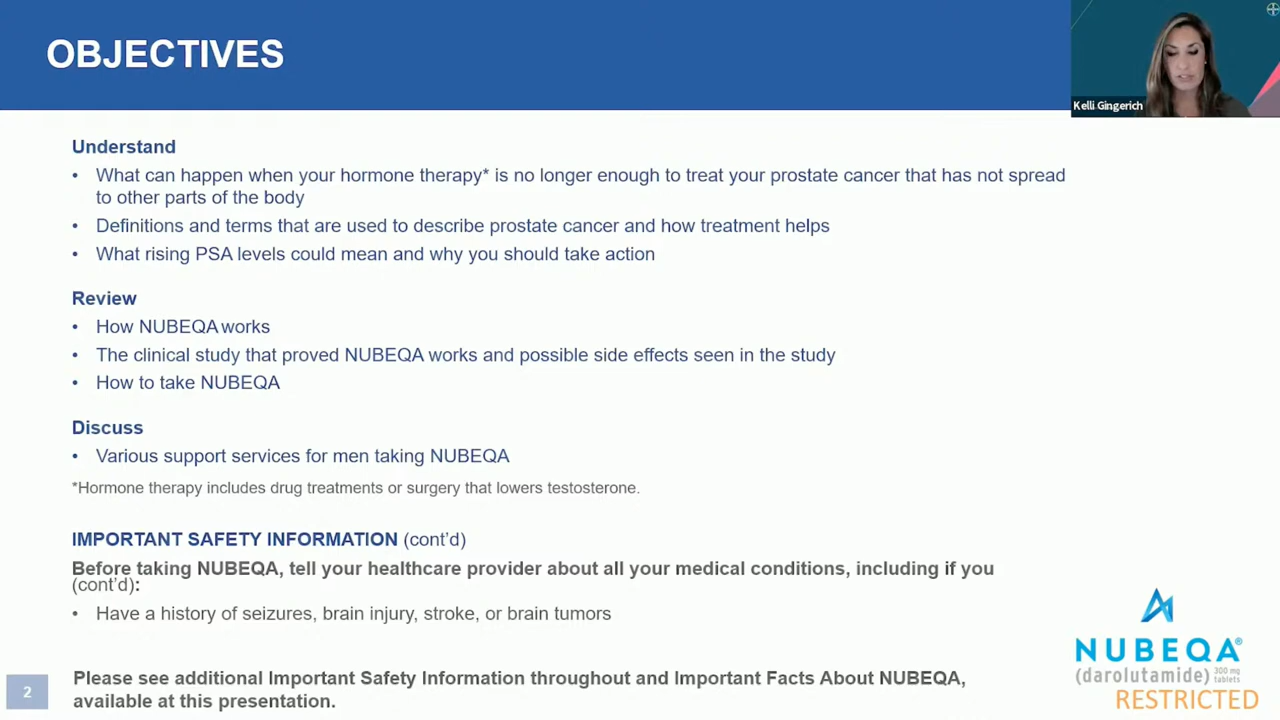 OBJECTIVES
Kelli Gingerich
Understand
• What can happen when your hormone therapy* is no longer enough to treat your prostate cancer that has not spread
to other parts of the body
• Definitions and terms that are used to describe prostate cancer and how treatment helps
• What rising PSA levels could mean and why you should take action
Review
• How NUBEQA works
• The clinical study that proved NUBEQA works and possible side effects seen in the study
• How to take NUBEQA
Discuss
• Various support services for men taking NUBEQA
*Hormone therapy includes drug treatments or surgery that lowers testosterone.
IMPORTANT SAFETY INFORMATION (cont’d)
Before taking NUBEQA, tell your healthcare provider about all your medical conditions, including if you
(cont’d):
• Have a history of seizures, brain injury, stroke, or brain tumors
Please see additional Important Safety Information throughout and Important Facts About NUBEQA,
available at this presentation.
2
NUBEQA®
(darolutamide) 300 mg tablets
RESTRICTED